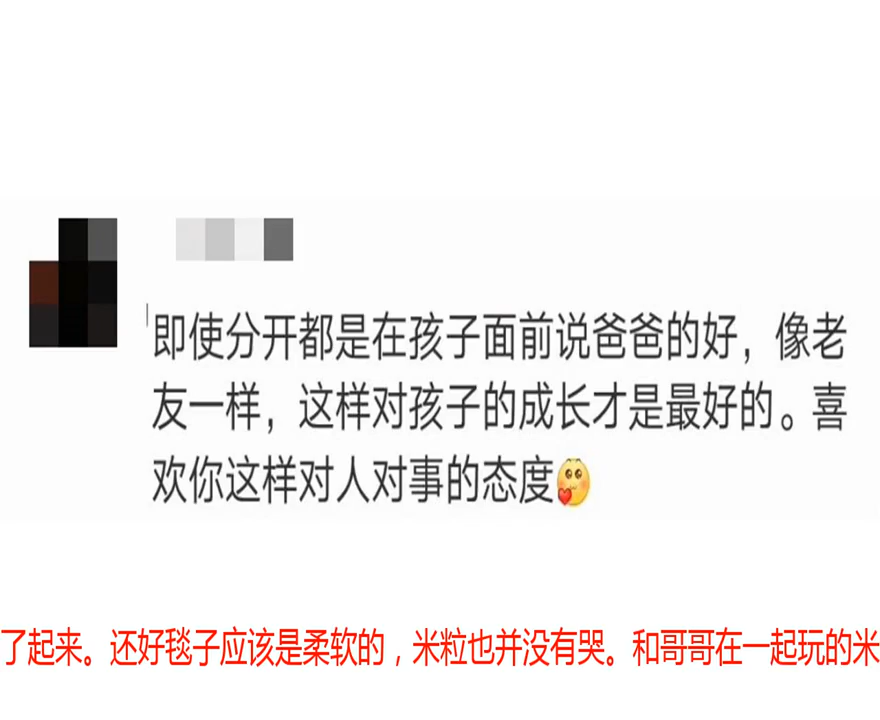 即使分开都是在孩子面前说爸爸的好，像老
友一样，这样对孩子的成长才是最好的。喜
欢你这样对人对事的态度
了起来。还好毯子应该是柔软的，米粒也并没有哭。和哥哥在一起玩的米